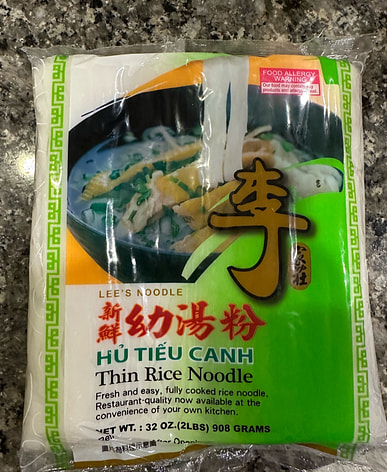 FOOD ALLERGY
WARNING
李
LEE'S NOODLE
新鮮
幼湯粉
HỦ TIẾU CANH
Thin Rice Noodle
Fresh and easy, fully cooked rice noodle.
Restaurant-quality now available at the
convenience of your own kitchen.
NET WT. : 32 OZ.(2LBS) 908 GRAMS